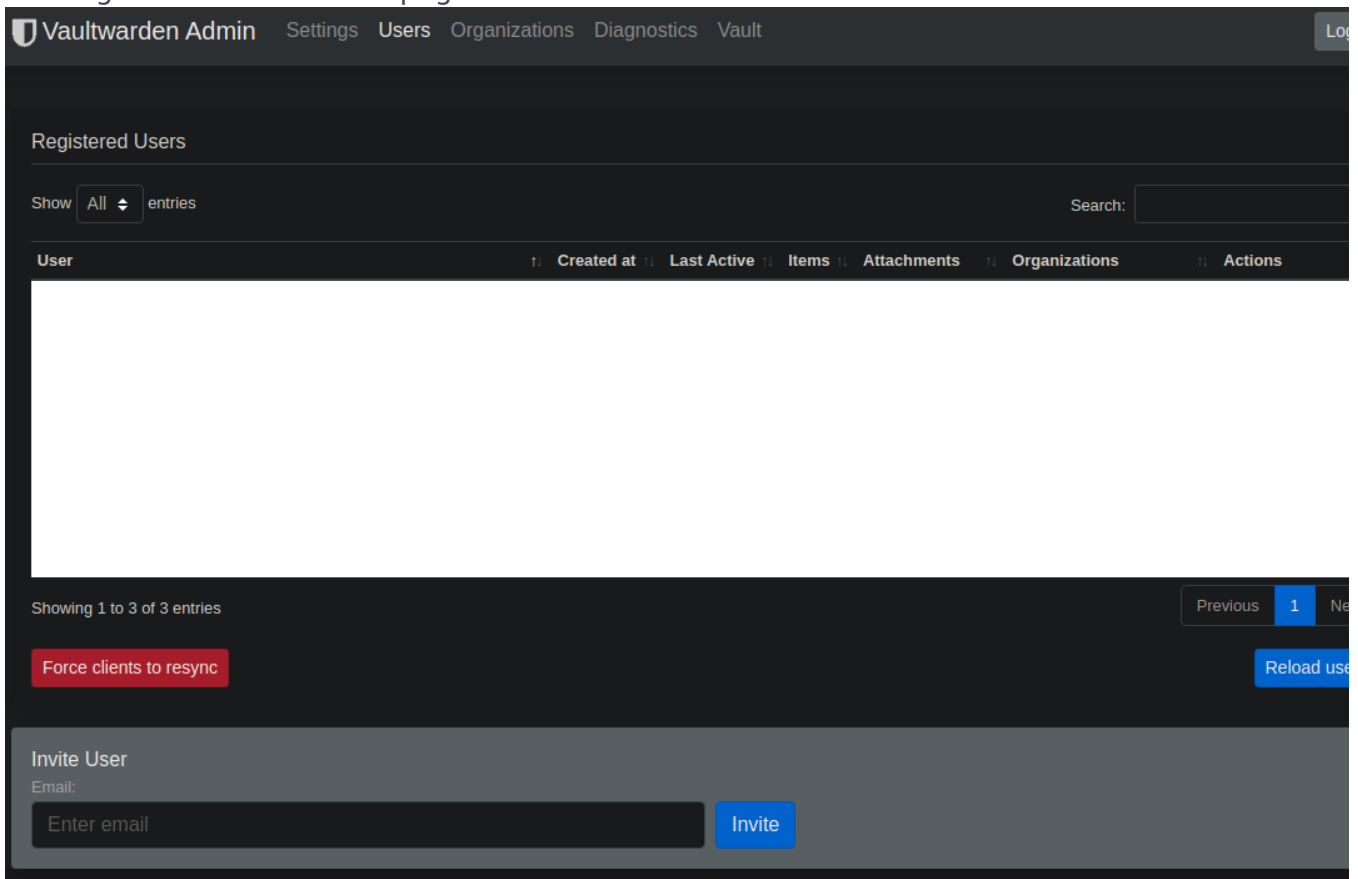 Vaultwarden Admin Settings Users Organizations Diagnostics Vault
Registered Users
Show All entries Search:
User Created at Last Active Items Attachments Organizations Actions
Showing 1 to 3 of 3 entries Previous 1
Force clients to resync Reload
Invite User
Email:
Enter email Invite